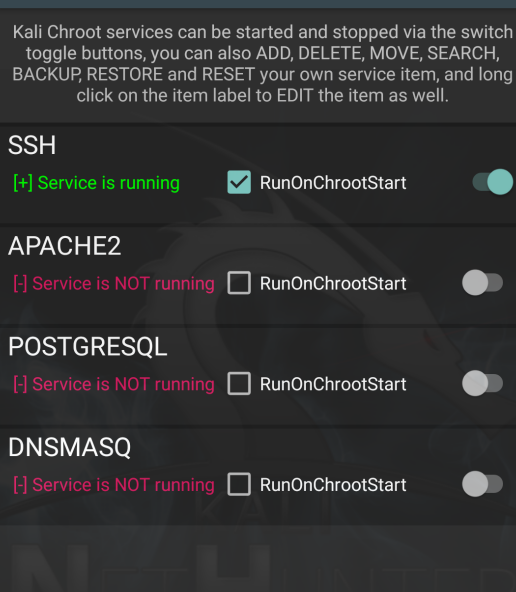 Kali Chroot services can be started and stopped via the switch
toggle buttons, you can also ADD, DELETE, MOVE, SEARCH,
BACKUP, RESTORE and RESET your own service item, and long
click on the item label to EDIT the item as well.
SSH
[+] Service is running RunOnChrootStart
APACHE2
[-] Service is NOT running RunOnChrootStart
POSTGRESQL
[-] Service is NOT running RunOnChrootStart
DNSMASQ
[-] Service is NOT running RunOnChrootStart
KALI
NETHUNTER